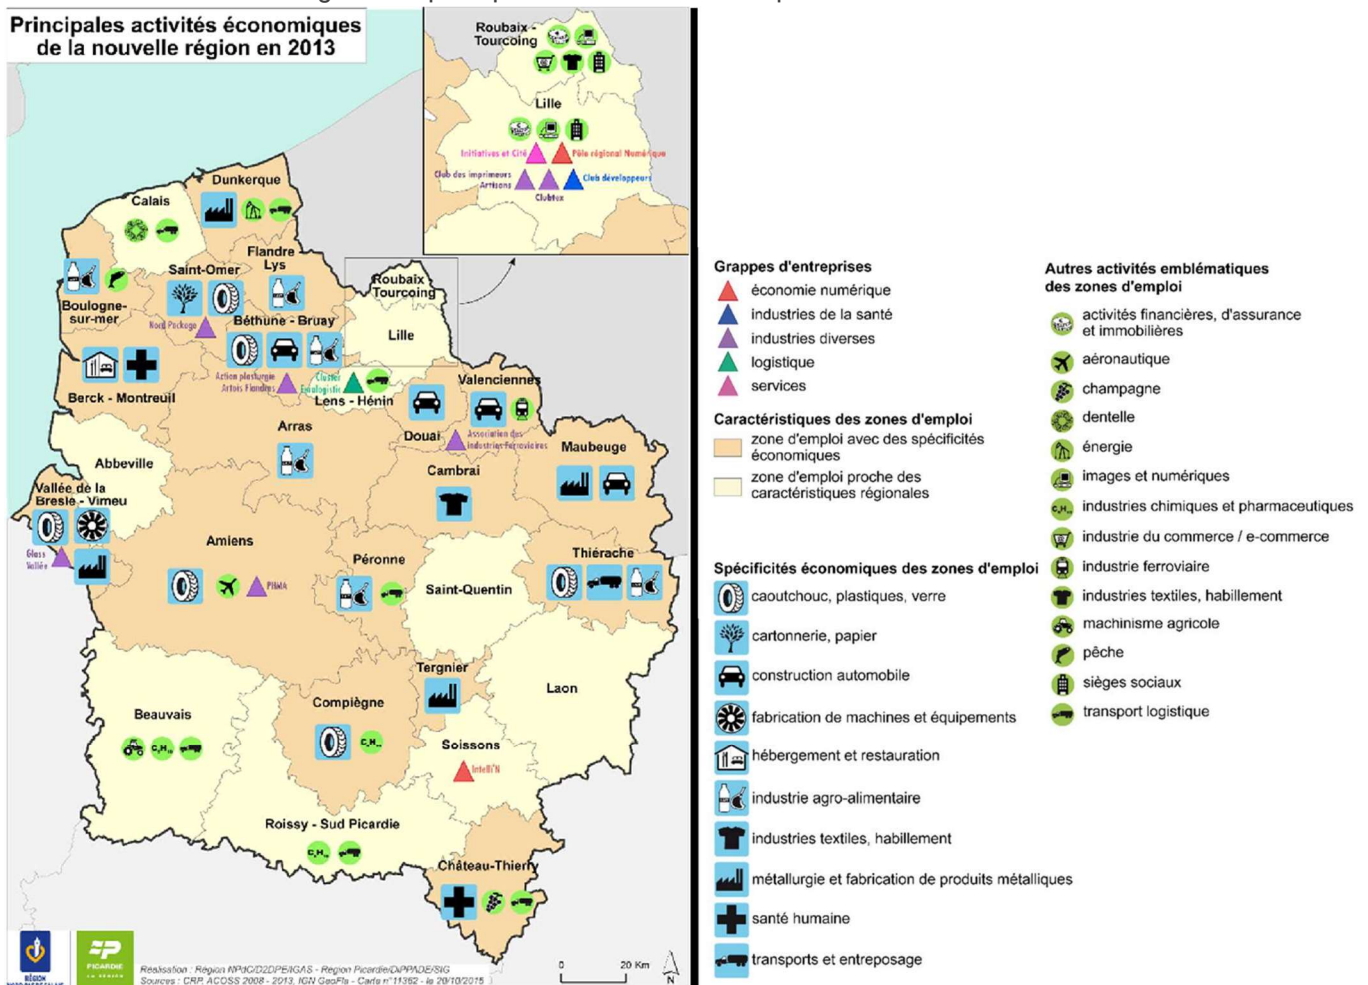 Principales activités économiques
de la nouvelle région en 2013
Roubaix -
Tourcoing
Lille
Initiatives et Cité
Pôle régional Numérique
Club des imprimeurs
Artisans
Club développeurs
Clubtex
Dunkerque
Calais
Flandre
Lys
Saint-Omer
Boulogne-
sur-mer
Nord Package
Béthune - Bruay
Roubaix
Tourcoing
Lille
Berck - Montreuil
Action plasturgie
Artois Flandres
Cluster
Lens - Hénin
Valenciennes
Douai
Association des
Industries Ferroviaires
Arras
Abbeville
Cambrai
Maubeuge
Vallée de la
Bresle - Vimeu
Glass
Vallée
Amiens
PHMA
Péronne
Saint-Quentin
Thiérache
Tergnier
Laon
Compiègne
Beauvais
Soissons
Intelli'N
Roissy - Sud Picardie
Château-Thierry
RÉGION
NORD-PAS DE CALAIS
PICARDIE
LA RÉGION
Réalisation : Région NPdC/D2DPE/IGAS - Région Picardie/DiPPADE/SIG
Sources : CRP, ACOSS 2008 - 2013, IGN GeoFla - Carte n°11362 - le 20/10/2015
0 20 Km
N
Grappes d'entreprises
économie numérique
industries de la santé
industries diverses
logistique
services
Caractéristiques des zones d'emploi
zone d'emploi avec des spécificités
économiques
zone d'emploi proche des
caractéristiques régionales
Spécificités économiques des zones d'emploi
caoutchouc, plastiques, verre
cartonnerie, papier
construction automobile
fabrication de machines et équipements
hébergement et restauration
industrie agro-alimentaire
industries textiles, habillement
métallurgie et fabrication de produits métalliques
santé humaine
transports et entreposage
Autres activités emblématiques
des zones d'emploi
activités financières, d'assurance
et immobilières
aéronautique
champagne
dentelle
énergie
images et numériques
industries chimiques et pharmaceutiques
industrie du commerce / e-commerce
industrie ferroviaire
industries textiles, habillement
machinisme agricole
pêche
sièges sociaux
transport logistique